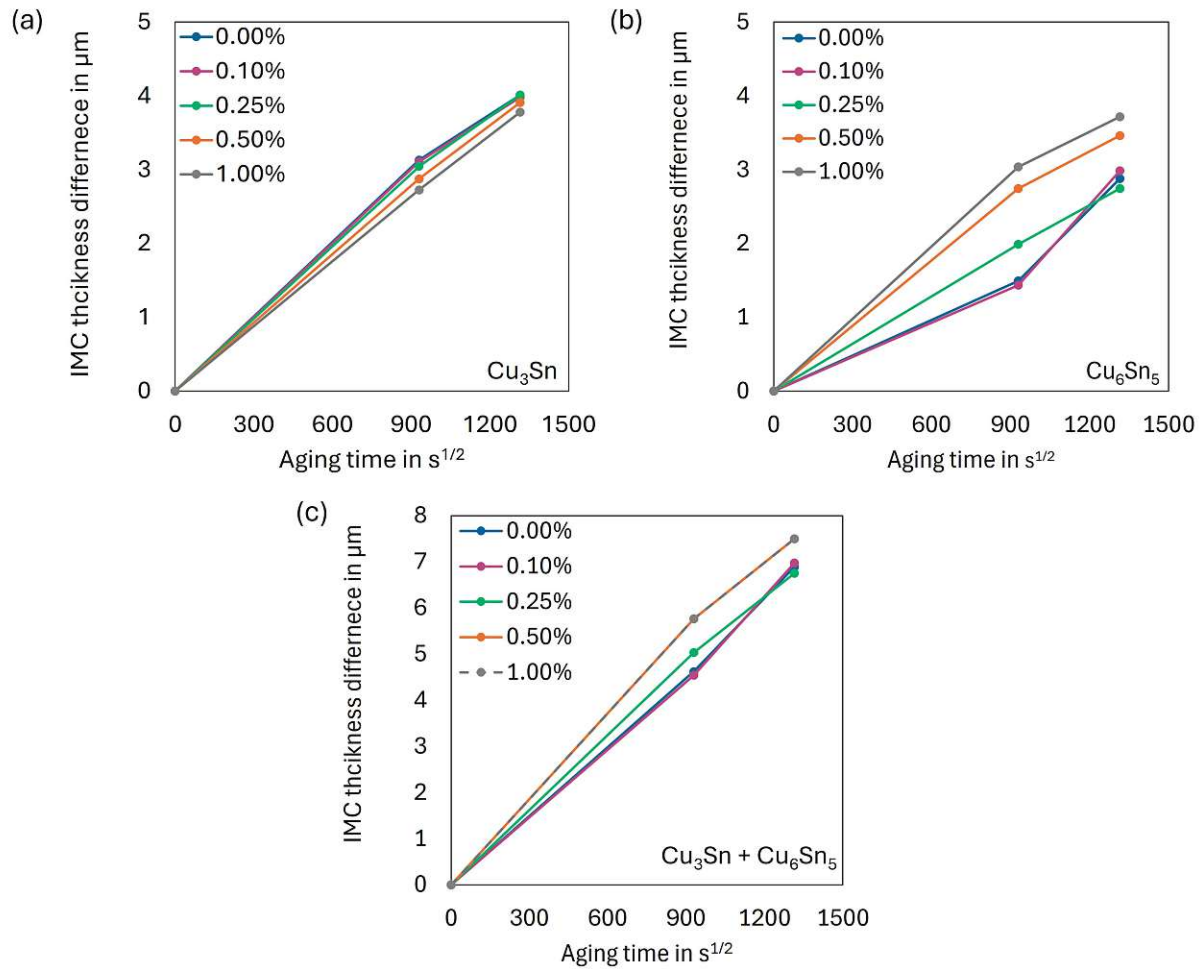 (a)
IMC thcikness differnece in µm
5
4
3
2
1
0
0.00%
0.10%
0.25%
0.50%
1.00%
Cu₃Sn
0 300 600 900 1200 1500
Aging time in s¹/²
(b)
IMC thcikness differnece in µm
5
4
3
2
1
0
0.00%
0.10%
0.25%
0.50%
1.00%
Cu₆Sn₅
0 300 600 900 1200 1500
Aging time in s¹/²
(c)
IMC thcikness differnece in µm
8
7
6
5
4
3
2
1
0
0.00%
0.10%
0.25%
0.50%
1.00%
Cu₃Sn + Cu₆Sn₅
0 300 600 900 1200 1500
Aging time in s¹/²